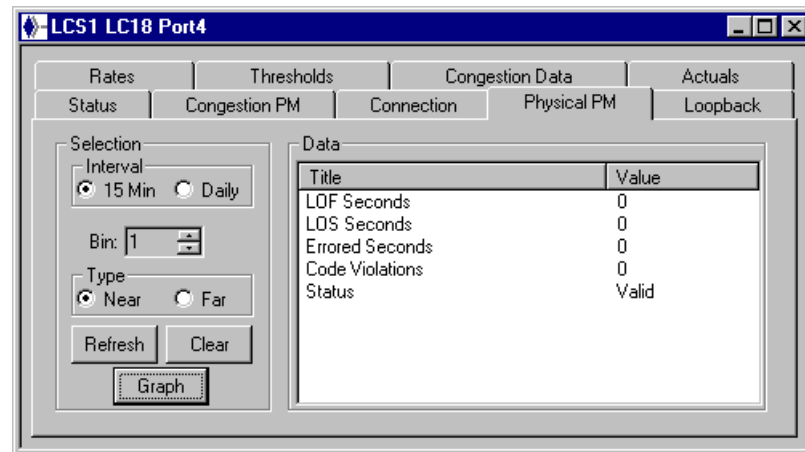 LCS1 LC18 Port4
Rates Thresholds Congestion Data Actuals
Status Congestion PM Connection Physical PM Loopback
Selection
Interval
15 Min Daily
Bin: 1
Type
Near Far
Refresh Clear
Graph
Data
Title Value
LOF Seconds 0
LOS Seconds 0
Errored Seconds 0
Code Violations 0
Status Valid